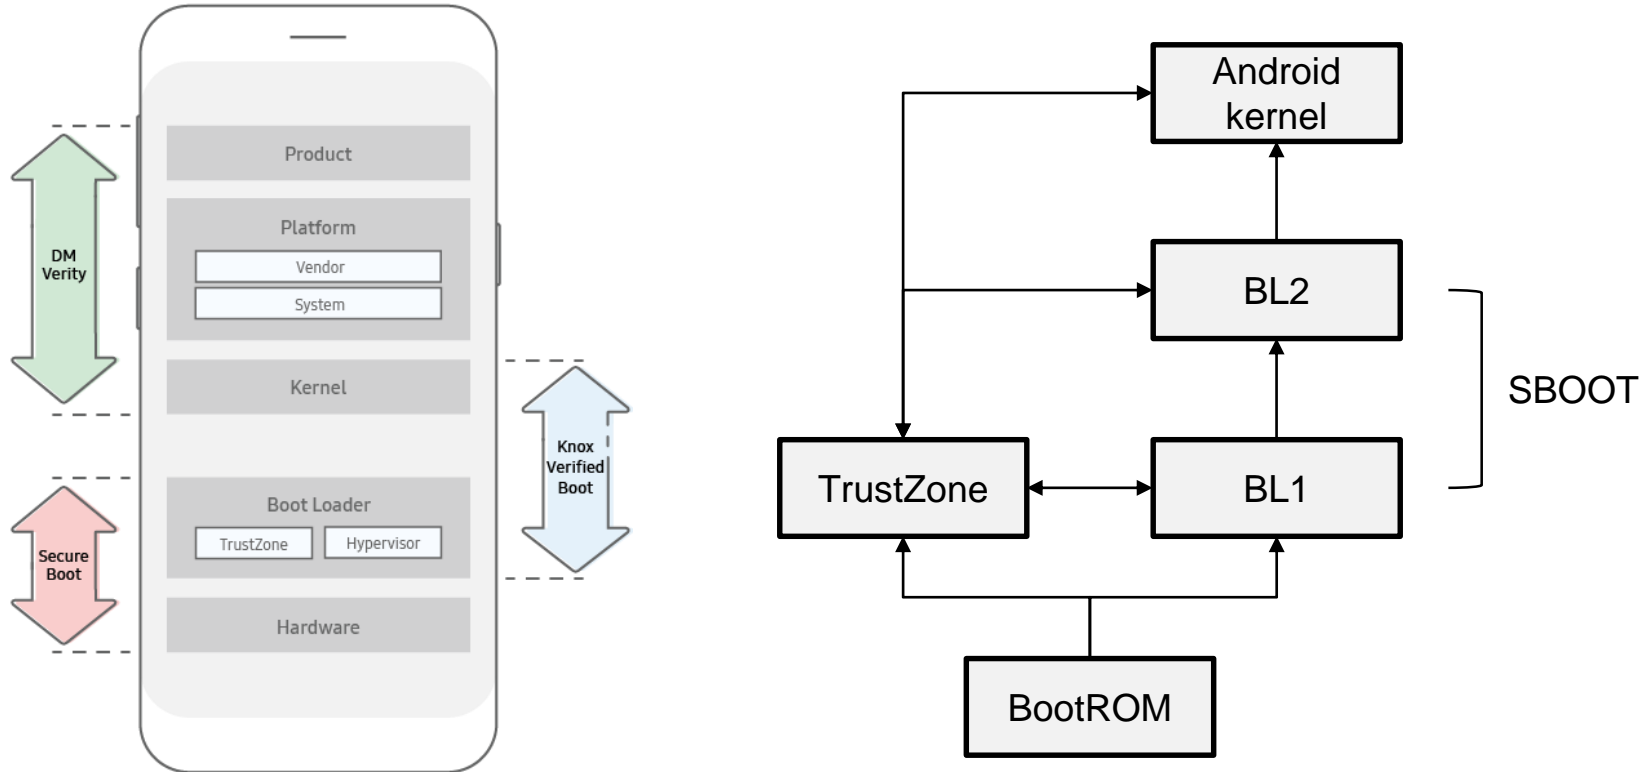 DM
Verity
Secure
Boot
Product
Platform
Vendor
System
Kernel
Boot Loader
TrustZone
Hypervisor
Hardware
Knox
Verified
Boot
Android
kernel
BL2
SBOOT
TrustZone
BL1
BootROM